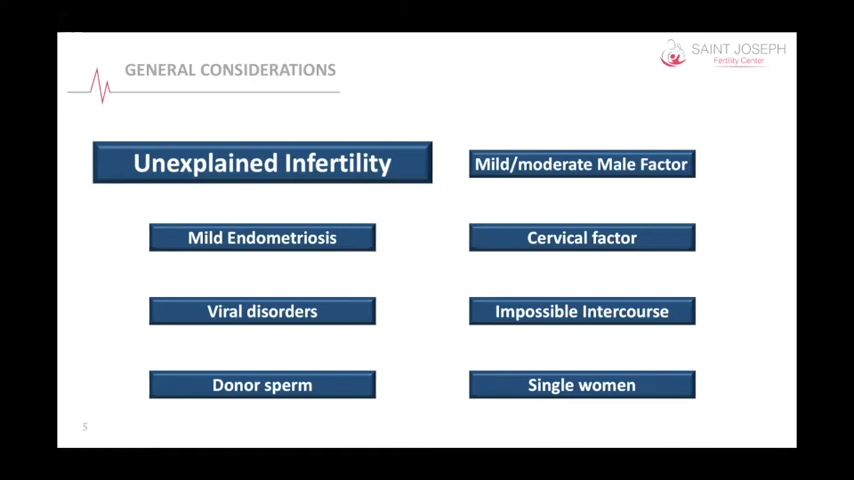 GENERAL CONSIDERATIONS
SAINT JOSEPH
Fertility Center
Unexplained Infertility
Mild/moderate Male Factor
Mild Endometriosis
Cervical factor
Viral disorders
Impossible Intercourse
Donor sperm
Single women
5